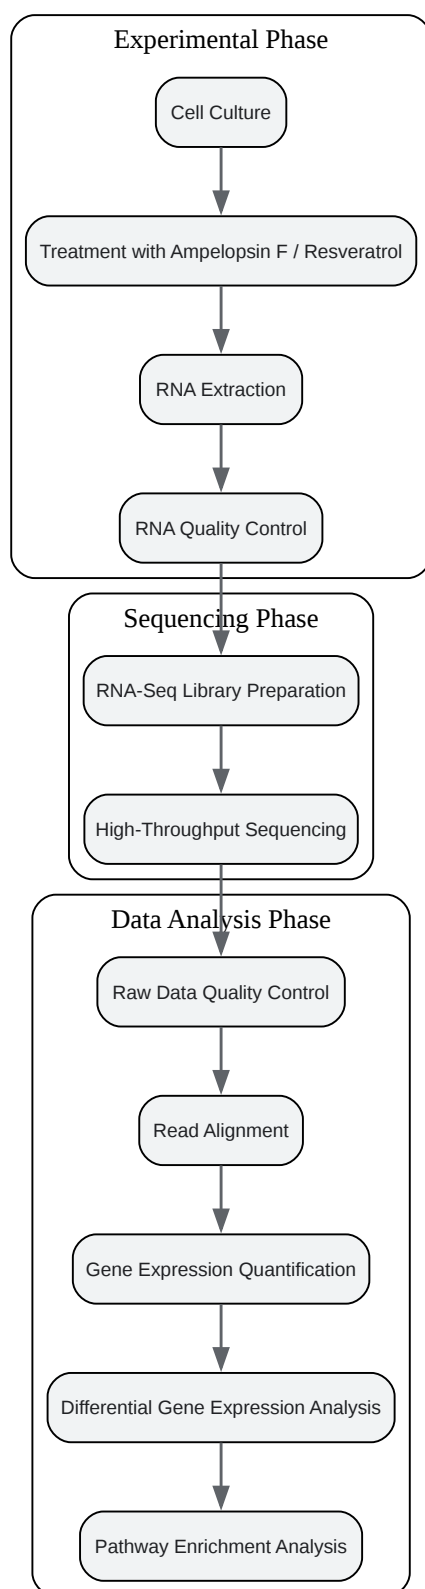 Experimental Phase
Cell Culture
Treatment with Ampelopsin F / Resveratrol
RNA Extraction
RNA Quality Control
Sequencing Phase
RNA-Seq Library Preparation
High-Throughput Sequencing
Data Analysis Phase
Raw Data Quality Control
Read Alignment
Gene Expression Quantification
Differential Gene Expression Analysis
Pathway Enrichment Analysis